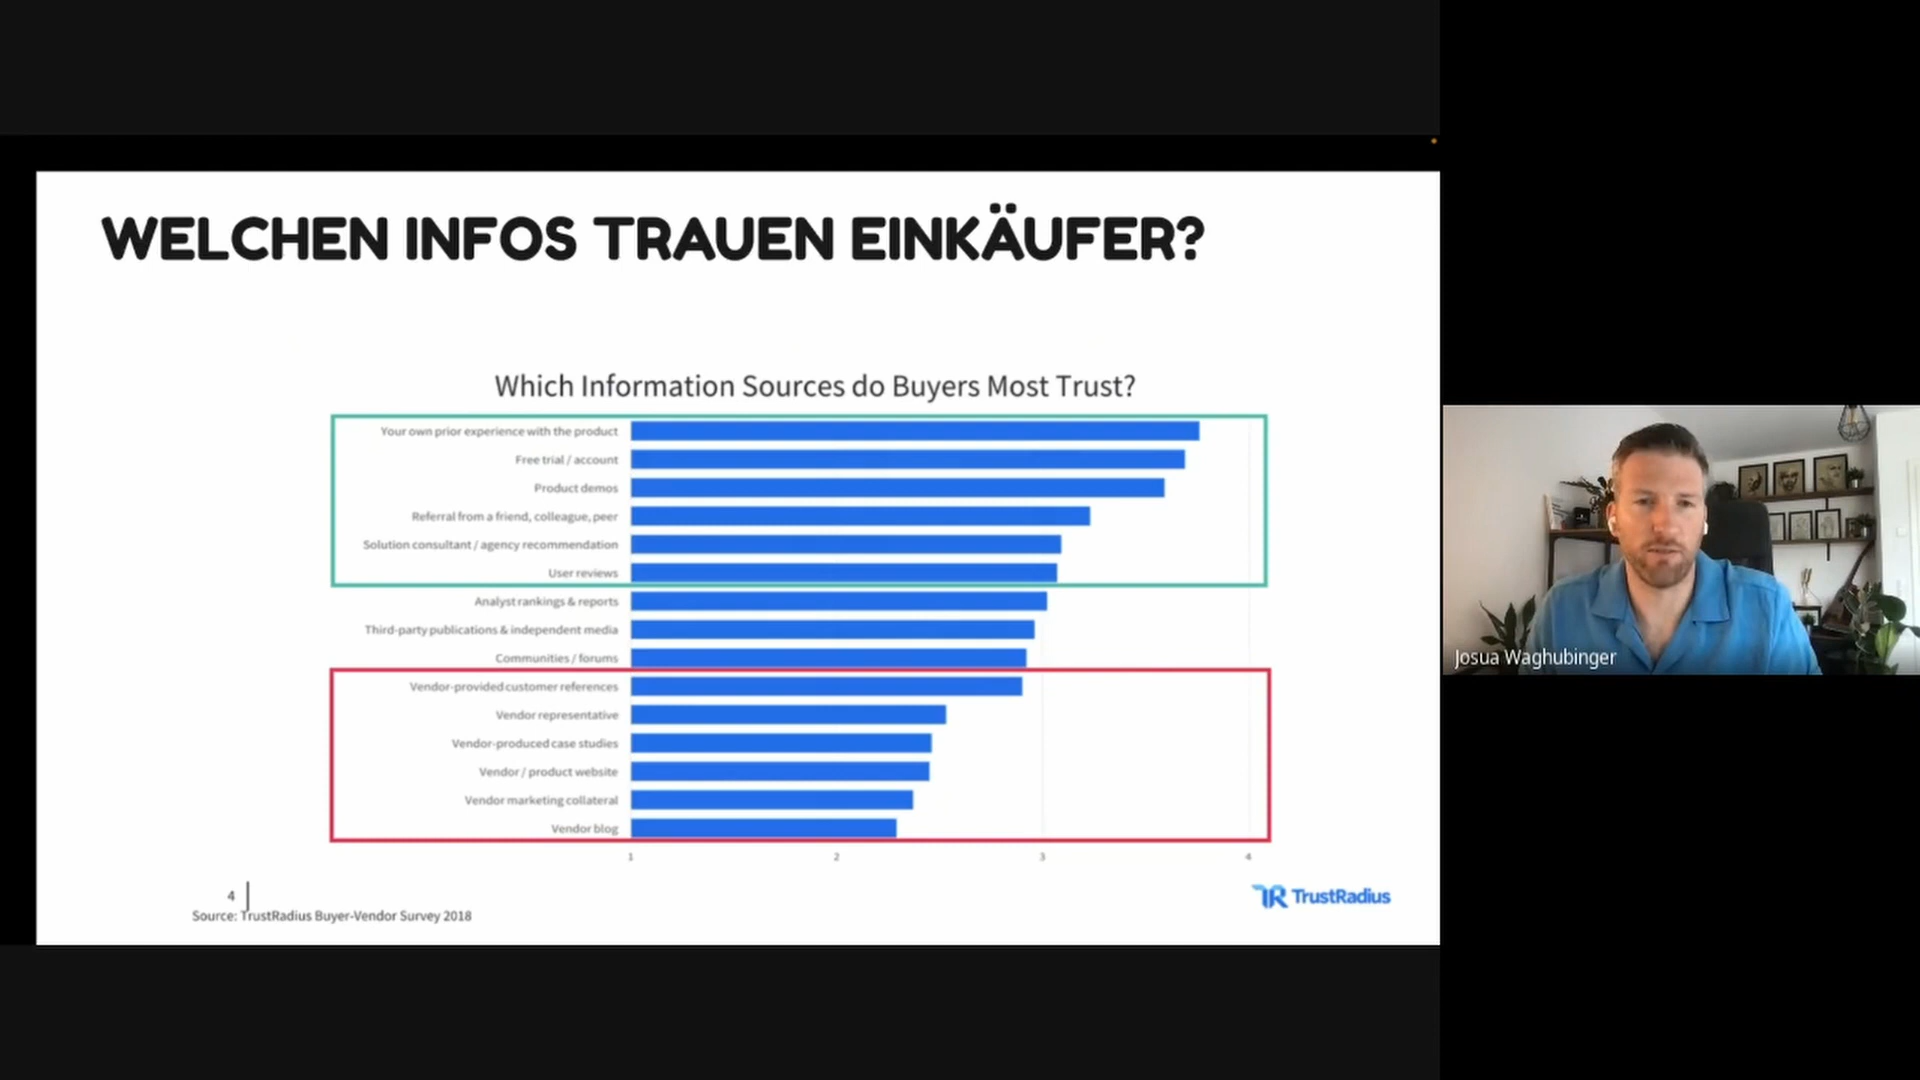 WELCHEN INFOS TRAUEN EINKÄUFER?
Which Information Sources do Buyers Most Trust?
Your own prior experience with the product
Free trial / account
Product demos
Referral from a friend, colleague, peer
Solution consultant / agency recommendation
User reviews
Analyst rankings & reports
Third-party publications & independent media
Communities / forums
Vendor-provided customer references
Vendor representative
Vendor-produced case studies
Vendor / product website
Vendor marketing collateral
Vendor blog
1 2 3 4
4
Source: TrustRadius Buyer-Vendor Survey 2018
TrustRadius
Josua Waghubinger